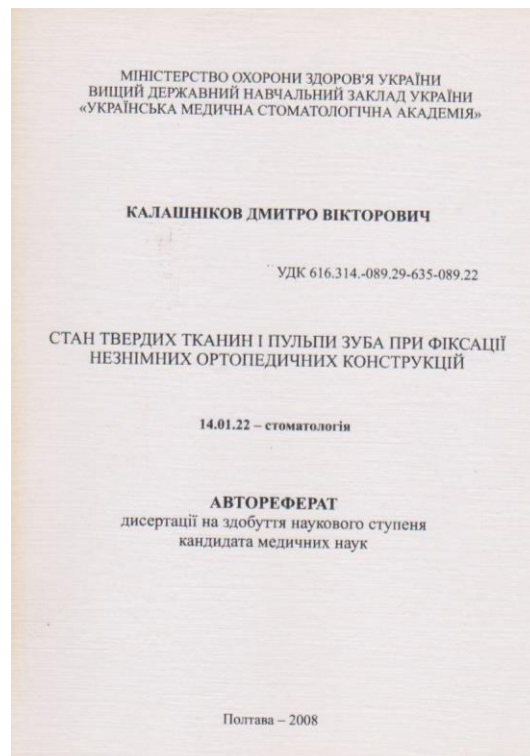 МІНІСТЕРСТВО ОХОРОНИ ЗДОРОВ'Я УКРАЇНИ
ВИЩИЙ ДЕРЖАВНИЙ НАВЧАЛЬНИЙ ЗАКЛАД УКРАЇНИ
«УКРАЇНСЬКА МЕДИЧНА СТОМАТОЛОГІЧНА АКАДЕМІЯ»
КАЛАШНІКОВ ДМИТРО ВІКТОРОВИЧ
УДК 616.314.-089.29-635-089.22
СТАН ТВЕРДИХ ТКАНИН І ПУЛЬПИ ЗУБА ПРИ ФІКСАЦІЇ
НЕЗНІМНИХ ОРТОПЕДИЧНИХ КОНСТРУКЦІЙ
14.01.22 – стоматологія
АВТОРЕФЕРАТ
дисертації на здобуття наукового ступеня
кандидата медичних наук
Полтава – 2008